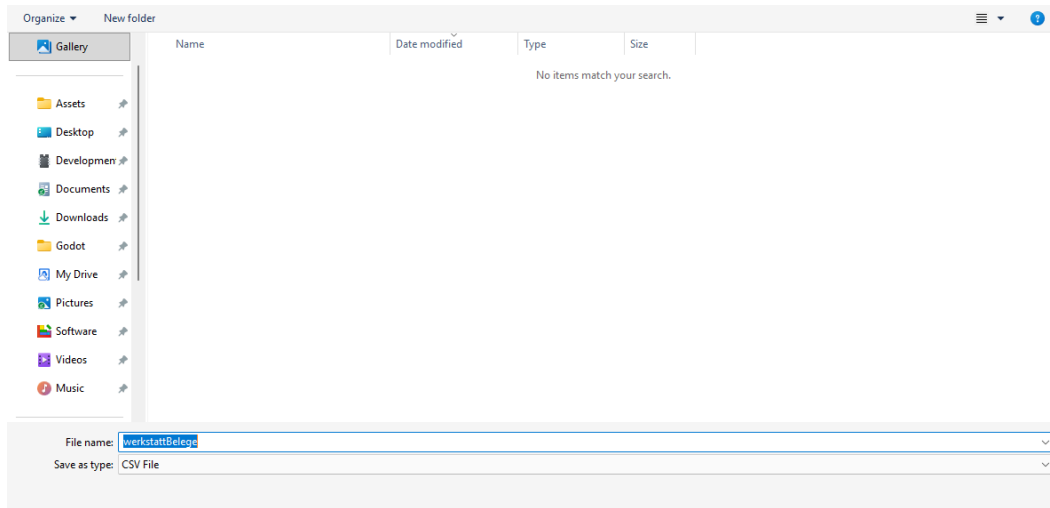 Organize New folder
Gallery
Name Date modified Type Size
No items match your search.
Assets
Desktop
Developmen
Documents
Downloads
Godot
My Drive
Pictures
Software
Videos
Music
File name: werkstattBelege
Save as type: CSV File